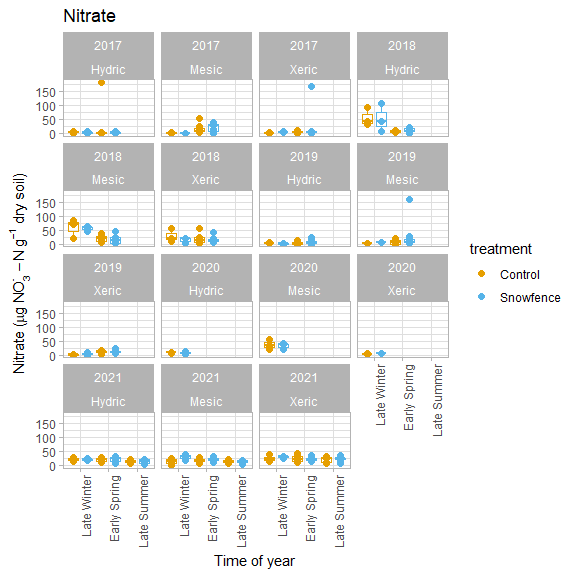 Nitrate
2017 2017 2017 2018
Hydric Mesic Xeric Hydric
150
100
50
0
2018 2018 2019 2019
Mesic Xeric Hydric Mesic
150
100
50
0
2019 2020 2020 2020
Xeric Hydric Mesic Xeric
150
100
50
0
2021 2021 2021
Hydric Mesic Xeric
150
100
50
0
Late Winter Early Spring Late Summer
Late Winter Early Spring Late Summer
Late Winter Early Spring Late Summer
Late Winter Early Spring Late Summer
Time of year
Nitrate (μg NO₃⁻ − N g⁻¹ dry soil)
treatment
Control
Snowfence